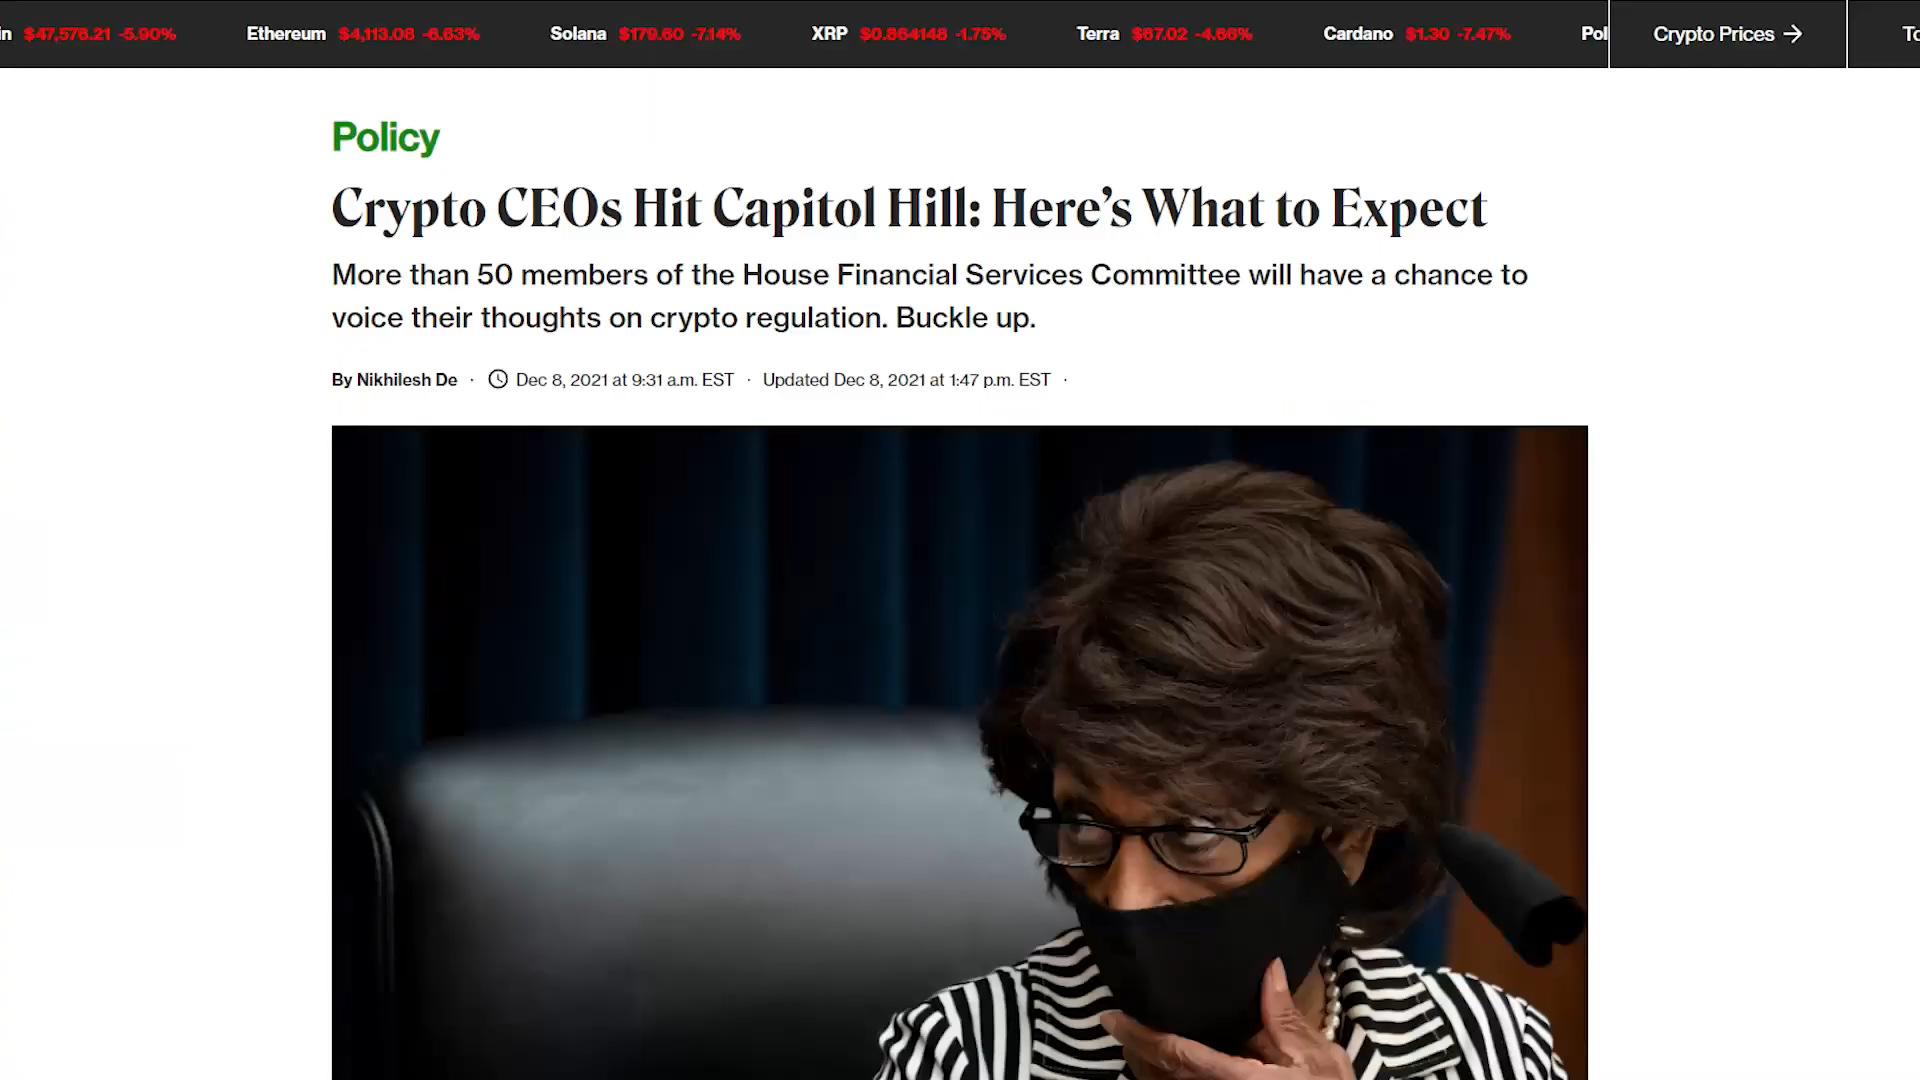 in $47,576.21 -5.90% Ethereum $4,113.08 -6.63% Solana $179.60 -7.14% XRP $0.864148 -1.75% Terra $67.02 -4.66% Cardano $1.30 -7.47% Pol Crypto Prices → To
Policy
Crypto CEOs Hit Capitol Hill: Here’s What to Expect
More than 50 members of the House Financial Services Committee will have a chance to
voice their thoughts on crypto regulation. Buckle up.
By Nikhilesh De · Dec 8, 2021 at 9:31 a.m. EST · Updated Dec 8, 2021 at 1:47 p.m. EST ·